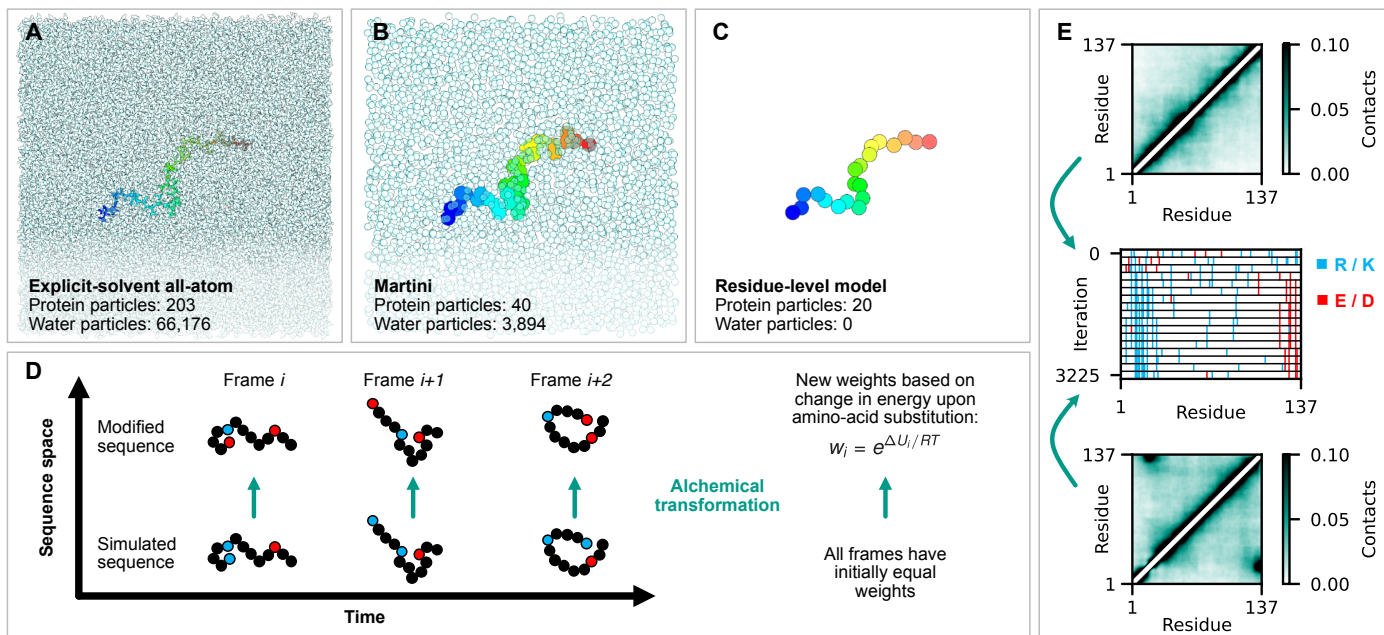 A
Explicit-solvent all-atom
Protein particles: 203
Water particles: 66,176
B
Martini
Protein particles: 40
Water particles: 3,894
C
Residue-level model
Protein particles: 20
Water particles: 0
D
Sequence space
Time
Frame i
Frame i+1
Frame i+2
Modified
sequence
Simulated
sequence
Alchemical
transformation
New weights based on
change in energy upon
amino-acid substitution:
wᵢ = e^{ΔUᵢ/RT}
All frames have
initially equal
weights
E
137
Residue
1
1
137
Residue
0.10
0.05
0.00
Contacts
0
Iteration
3225
1
137
Residue
R / K
E / D
137
Residue
1
1
137
Residue
0.10
0.05
0.00
Contacts